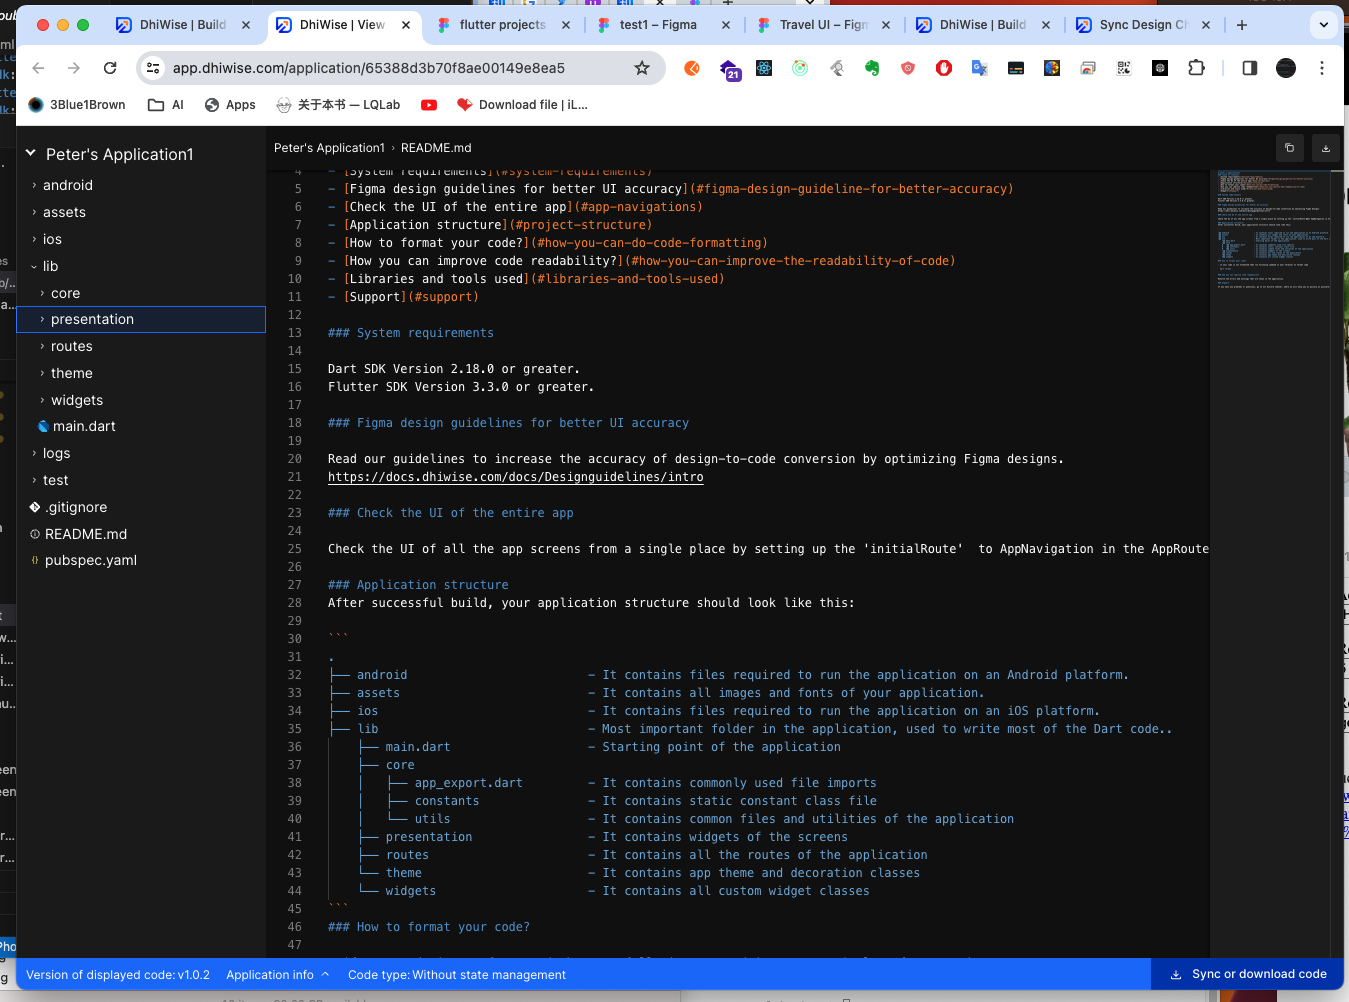 DhiWise | Build
DhiWise | View
flutter projects
test1 – Figma
Travel UI – Figm
DhiWise | Build
Sync Design Ch
app.dhiwise.com/application/65388d3b70f8ae00149e8ea5
21
3Blue1Brown
AI
Apps
关于本书 — LQLab
Download file | iL...
Peter's Application1
android
assets
ios
lib
core
presentation
routes
theme
widgets
main.dart
logs
test
.gitignore
README.md
pubspec.yaml
Peter's Application1 › README.md
4 - [System requirements](#system-requirements)
5 - [Figma design guidelines for better UI accuracy](#figma-design-guideline-for-better-accuracy)
6 - [Check the UI of the entire app](#app-navigations)
7 - [Application structure](#project-structure)
8 - [How to format your code?](#how-you-can-do-code-formatting)
9 - [How you can improve code readability?](#how-you-can-improve-the-readability-of-code)
10 - [Libraries and tools used](#libraries-and-tools-used)
11 - [Support](#support)
12
13 ### System requirements
14
15 Dart SDK Version 2.18.0 or greater.
16 Flutter SDK Version 3.3.0 or greater.
17
18 ### Figma design guidelines for better UI accuracy
19
20 Read our guidelines to increase the accuracy of design-to-code conversion by optimizing Figma designs.
21 https://docs.dhiwise.com/docs/Designguidelines/intro
22
23 ### Check the UI of the entire app
24
25 Check the UI of all the app screens from a single place by setting up the 'initialRoute'  to AppNavigation in the AppRoute
26
27 ### Application structure
28 After successful build, your application structure should look like this:
29
30 ```
31 .
32 ├── android - It contains files required to run the application on an Android platform.
33 ├── assets - It contains all images and fonts of your application.
34 ├── ios - It contains files required to run the application on an iOS platform.
35 ├── lib - Most important folder in the application, used to write most of the Dart code..
36 ├── main.dart - Starting point of the application
37 ├── core
38 │ ├── app_export.dart - It contains commonly used file imports
39 │ ├── constants - It contains static constant class file
40 │ └── utils - It contains common files and utilities of the application
41 ├── presentation - It contains widgets of the screens
42 ├── routes - It contains all the routes of the application
43 └── theme - It contains app theme and decoration classes
44 └── widgets - It contains all custom widget classes
45 ```
46 ### How to format your code?
47
Version of displayed code: v1.0.2
Application info
Code type: Without state management
Sync or download code